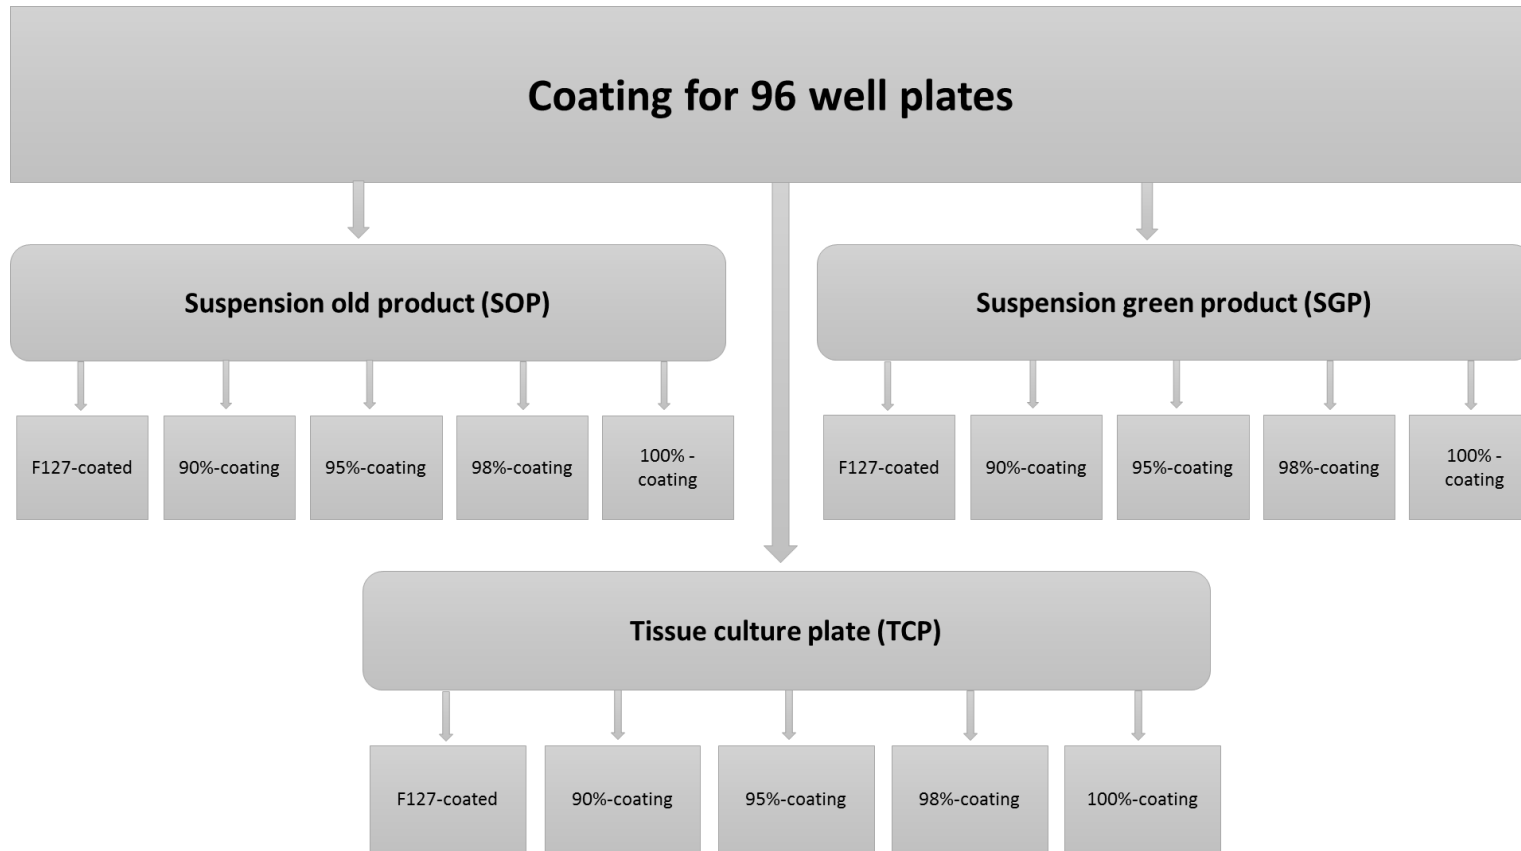 Coating for 96 well plates
Suspension old product (SOP)
Suspension green product (SGP)
F127-coated
90%-coating
95%-coating
98%-coating
100% -
coating
F127-coated
90%-coating
95%-coating
98%-coating
100% -
coating
Tissue culture plate (TCP)
F127-coated
90%-coating
95%-coating
98%-coating
100%-coating